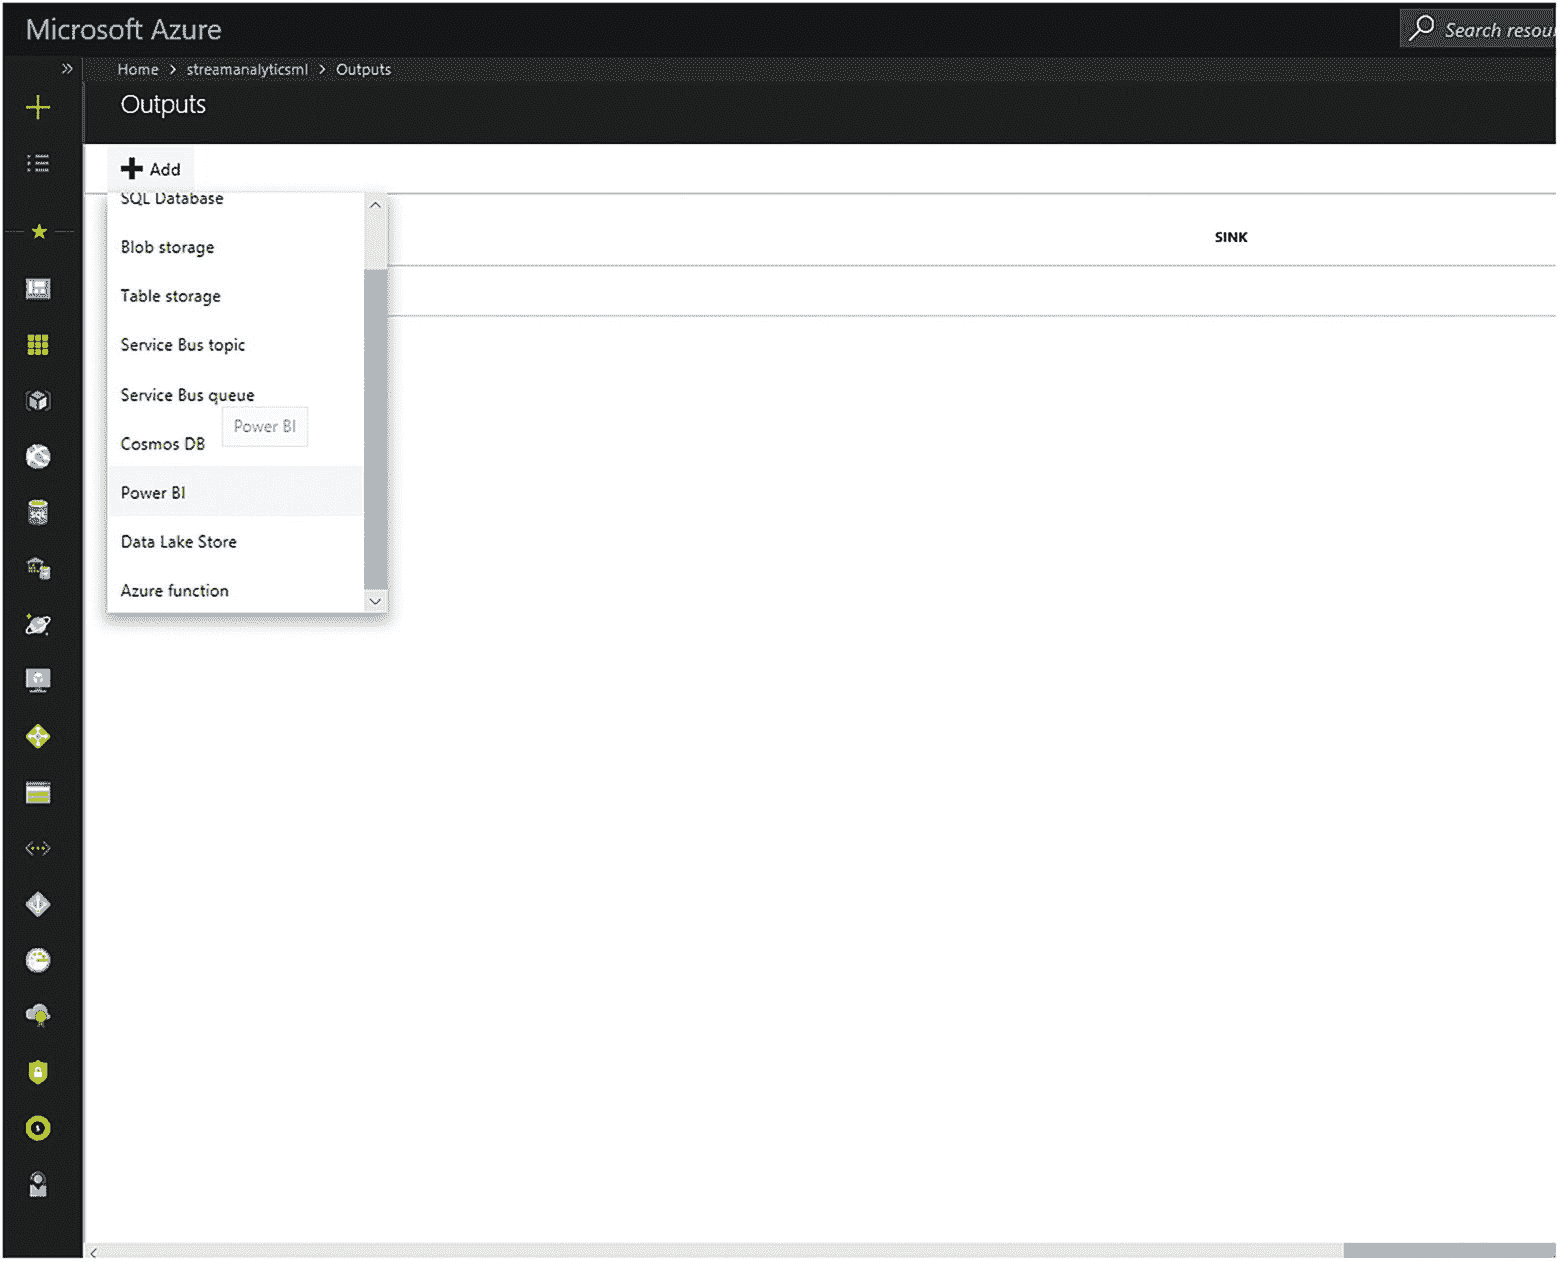 Microsoft Azure
Search resou
Home > streamanalyticsml > Outputs
Outputs
Add
SQL Database
SINK
Blob storage
Table storage
Service Bus topic
Service Bus queue
Power BI
Cosmos DB
Power BI
Data Lake Store
Azure function